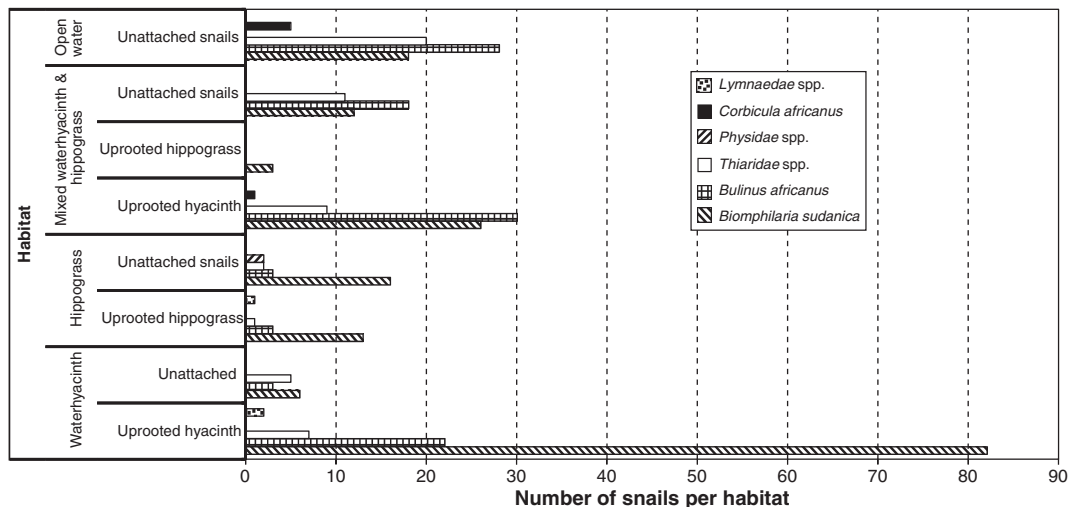 Habitat
Open
water
Unattached snails
Mixed waterhyacinth &
hippograss
Unattached snails
Uprooted hippograss
Uprooted hyacinth
Hippograss
Unattached snails
Uprooted hippograss
Waterhyacinth
Unattached
Uprooted hyacinth
Lymnaedae spp.
Corbicula africanus
Physidae spp.
Thiaridae spp.
Bulinus africanus
Biomphilaria sudanica
0 10 20 30 40 50 60 70 80 90
Number of snails per habitat